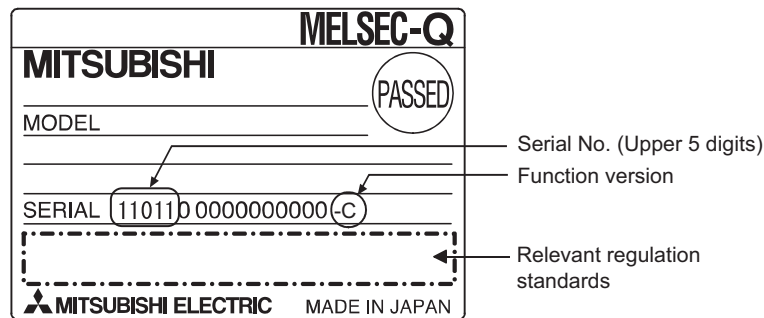 MELSEC-Q
MITSUBISHI
PASSED
MODEL
Serial No. (Upper 5 digits)
Function version
SERIAL 110110 0000000000 -C
Relevant regulation
standards
MITSUBISHI ELECTRIC MADE IN JAPAN